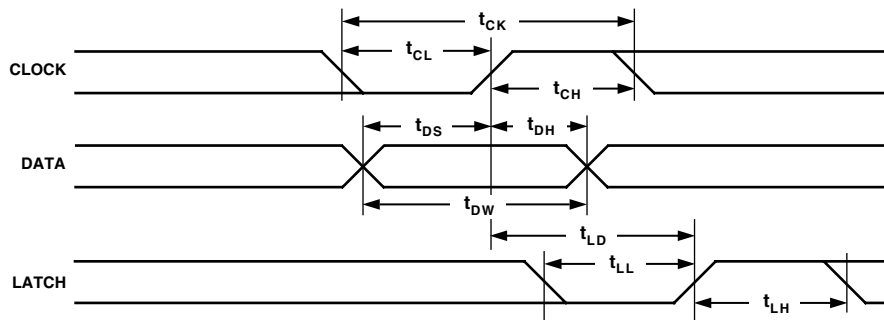 tCK
tCL
CLOCK
tCH
tDS tDH
DATA
tDW
tLD
tLL
LATCH
tLH